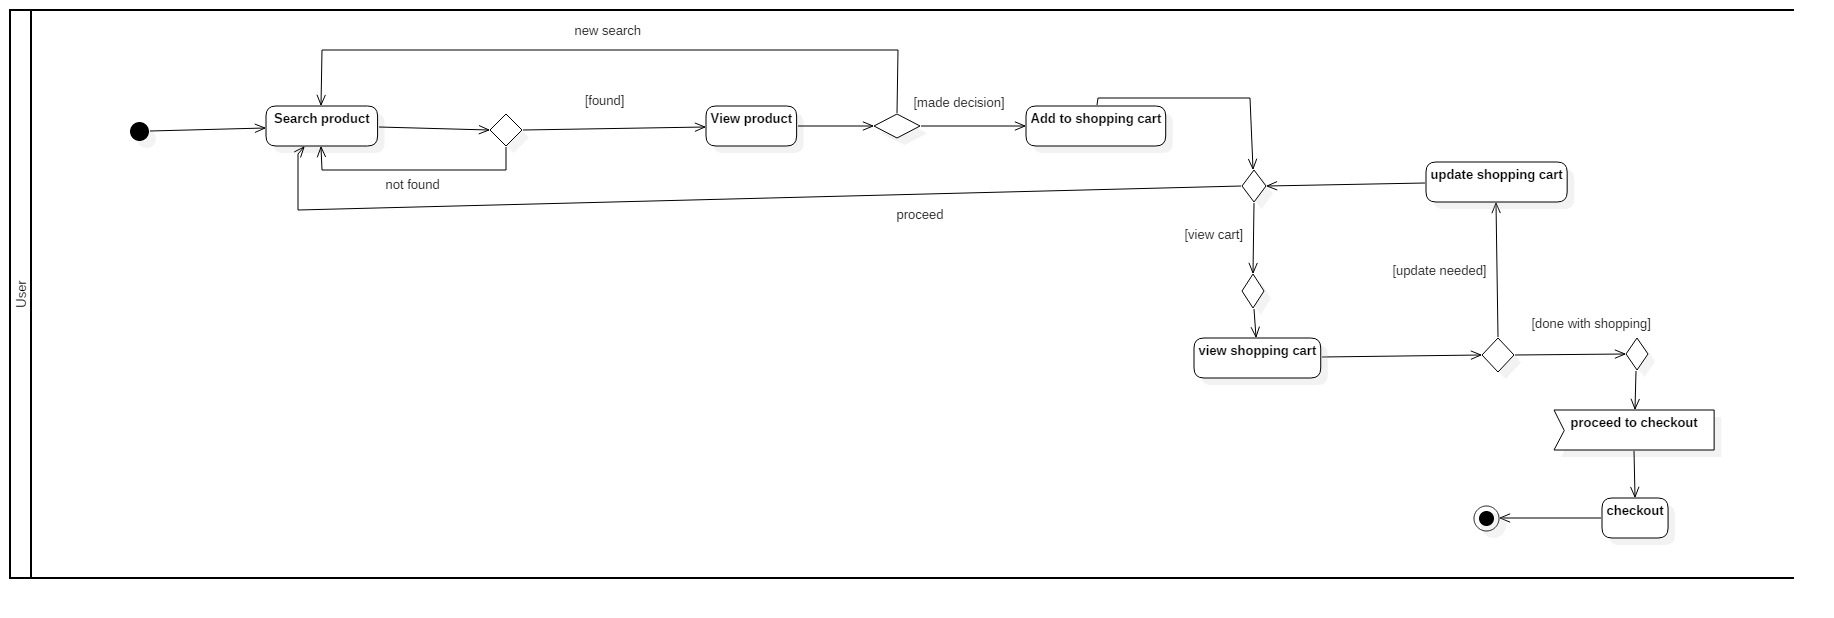 new search
[found]
[made decision]
Search product
View product
Add to shopping cart
update shopping cart
not found
proceed
[view cart]
[update needed]
User
[done with shopping]
view shopping cart
proceed to checkout
checkout